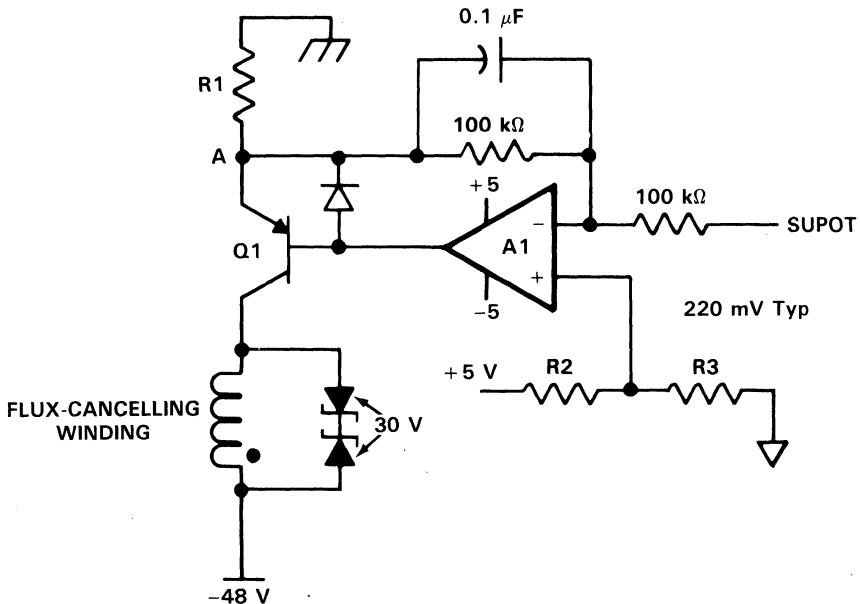 0.1 μF
R1
100 kΩ
A
+5
100 kΩ
−
SUPOT
Q1
A1
+
−5
220 mV Typ
+5 V
R2
R3
FLUX-CANCELLING
WINDING
30 V
−48 V